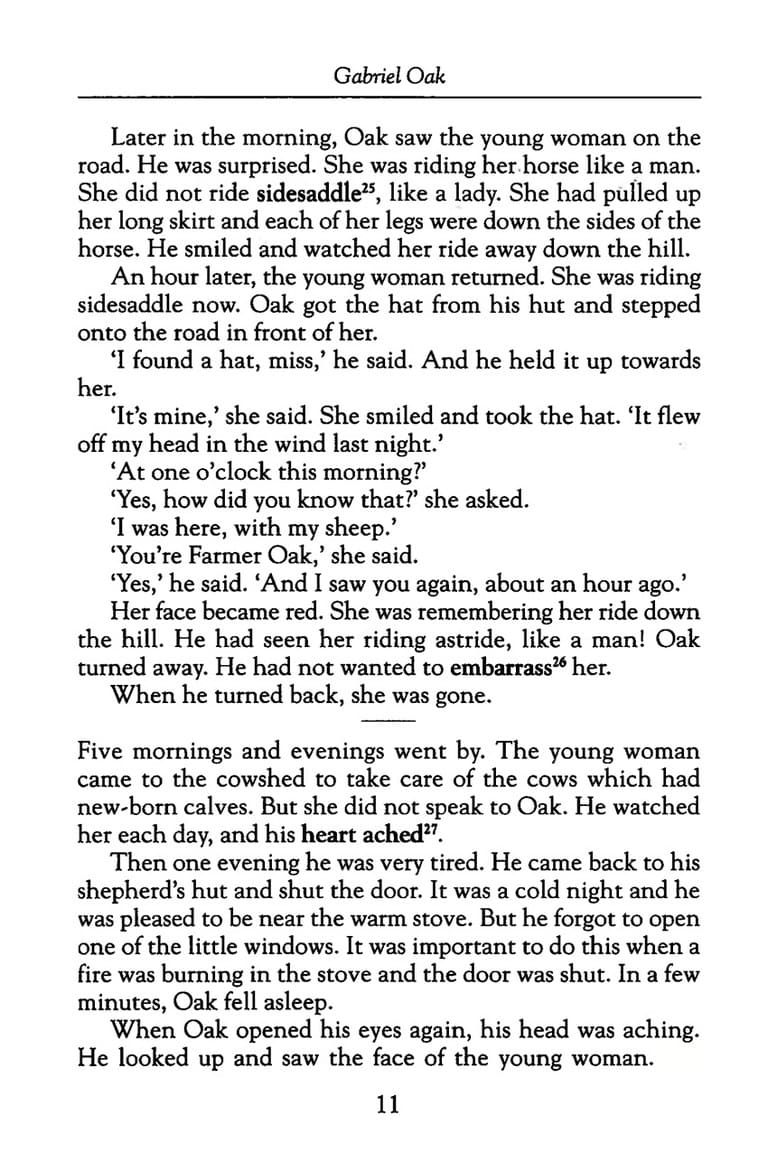 Gabriel Oak
Later in the morning, Oak saw the young woman on the
road. He was surprised. She was riding her horse like a man.
She did not ride sidesaddle²⁵, like a lady. She had pulled up
her long skirt and each of her legs were down the sides of the
horse. He smiled and watched her ride away down the hill.
An hour later, the young woman returned. She was riding
sidesaddle now. Oak got the hat from his hut and stepped
onto the road in front of her.
‘I found a hat, miss,’ he said. And he held it up towards
her.
‘It’s mine,’ she said. She smiled and took the hat. ‘It flew
off my head in the wind last night.’
‘At one o’clock this morning?’
‘Yes, how did you know that?’ she asked.
‘I was here, with my sheep.’
‘You’re Farmer Oak,’ she said.
‘Yes,’ he said. ‘And I saw you again, about an hour ago.’
Her face became red. She was remembering her ride down
the hill. He had seen her riding astride, like a man! Oak
turned away. He had not wanted to embarrass²⁶ her.
When he turned back, she was gone.
Five mornings and evenings went by. The young woman
came to the cowshed to take care of the cows which had
new-born calves. But she did not speak to Oak. He watched
her each day, and his heart ached²⁷.
Then one evening he was very tired. He came back to his
shepherd’s hut and shut the door. It was a cold night and he
was pleased to be near the warm stove. But he forgot to open
one of the little windows. It was important to do this when a
fire was burning in the stove and the door was shut. In a few
minutes, Oak fell asleep.
When Oak opened his eyes again, his head was aching.
He looked up and saw the face of the young woman.
11